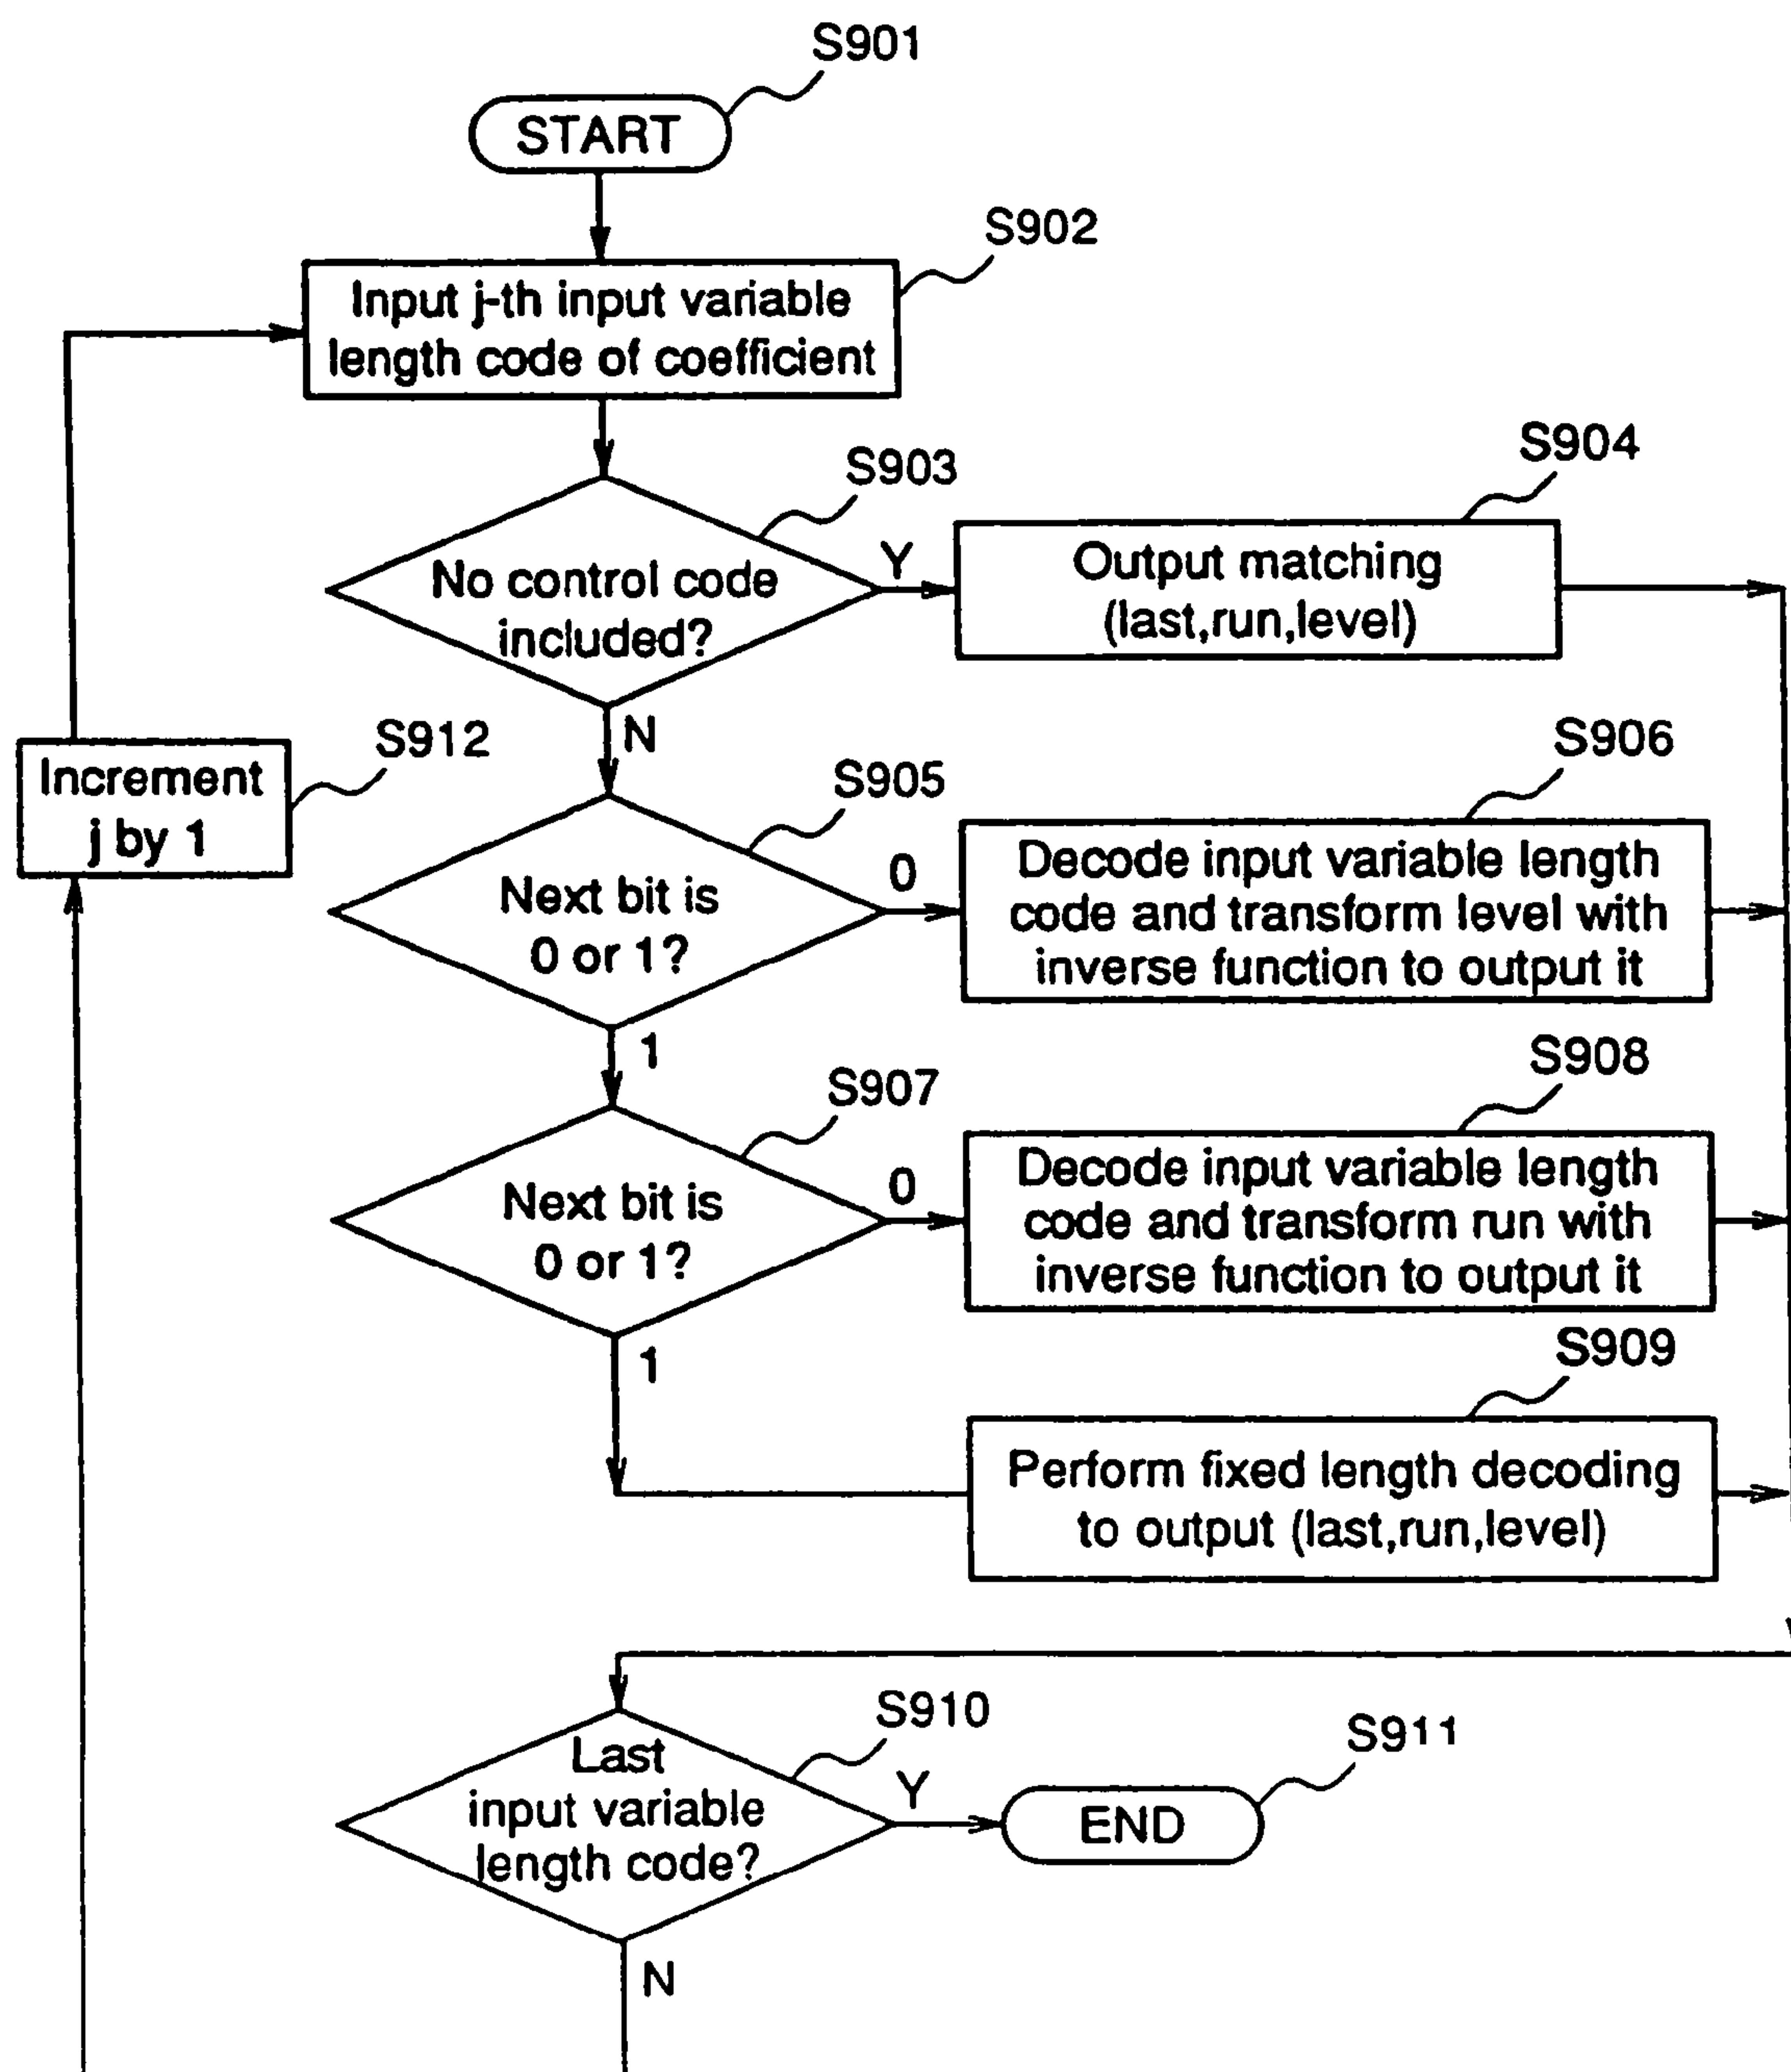 S901
START
S902
Input j-th input variable
length code of coefficient
S903
No control code
included?
Y
S904
Output matching
(last,run,level)
N
S912
Increment
j by 1
S905
Next bit is
0 or 1?
0
S906
Decode input variable length
code and transform level with
inverse function to output it
1
S907
Next bit is
0 or 1?
0
S908
Decode input variable length
code and transform run with
inverse function to output it
1
S909
Perform fixed length decoding
to output (last,run,level)
S910
Last
input variable
length code?
Y
S911
END
N